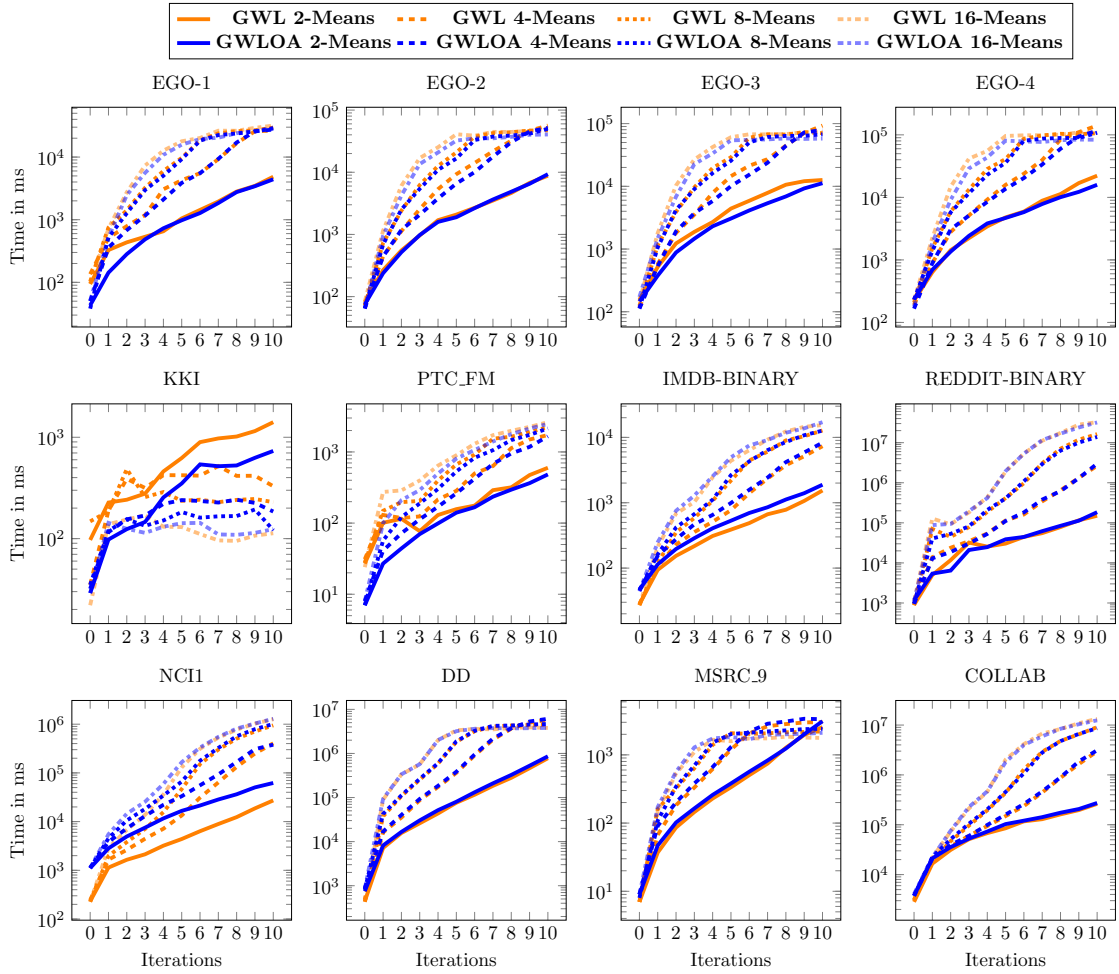 GWL 2-Means GWL 4-Means GWL 8-Means GWL 16-Means
GWLOA 2-Means GWLOA 4-Means GWLOA 8-Means GWLOA 16-Means
EGO-1 EGO-2 EGO-3 EGO-4
Time in ms
10^4 10^3 10^2
10^5 10^4 10^3 10^2
10^5 10^4 10^3 10^2
10^5 10^4 10^3 10^2
0 1 2 3 4 5 6 7 8 9 10
0 1 2 3 4 5 6 7 8 9 10
0 1 2 3 4 5 6 7 8 9 10
0 1 2 3 4 5 6 7 8 9 10
KKI PTC_FM IMDB-BINARY REDDIT-BINARY
Time in ms
10^3 10^2
10^3 10^2 10^1
10^4 10^3 10^2
10^7 10^6 10^5 10^4 10^3
0 1 2 3 4 5 6 7 8 9 10
0 1 2 3 4 5 6 7 8 9 10
0 1 2 3 4 5 6 7 8 9 10
0 1 2 3 4 5 6 7 8 9 10
NCI1 DD MSRC_9 COLLAB
Time in ms
10^6 10^5 10^4 10^3 10^2
10^7 10^6 10^5 10^4 10^3
10^3 10^2 10^1
10^7 10^6 10^5 10^4
0 1 2 3 4 5 6 7 8 9 10
0 1 2 3 4 5 6 7 8 9 10
0 1 2 3 4 5 6 7 8 9 10
0 1 2 3 4 5 6 7 8 9 10
Iterations Iterations Iterations Iterations